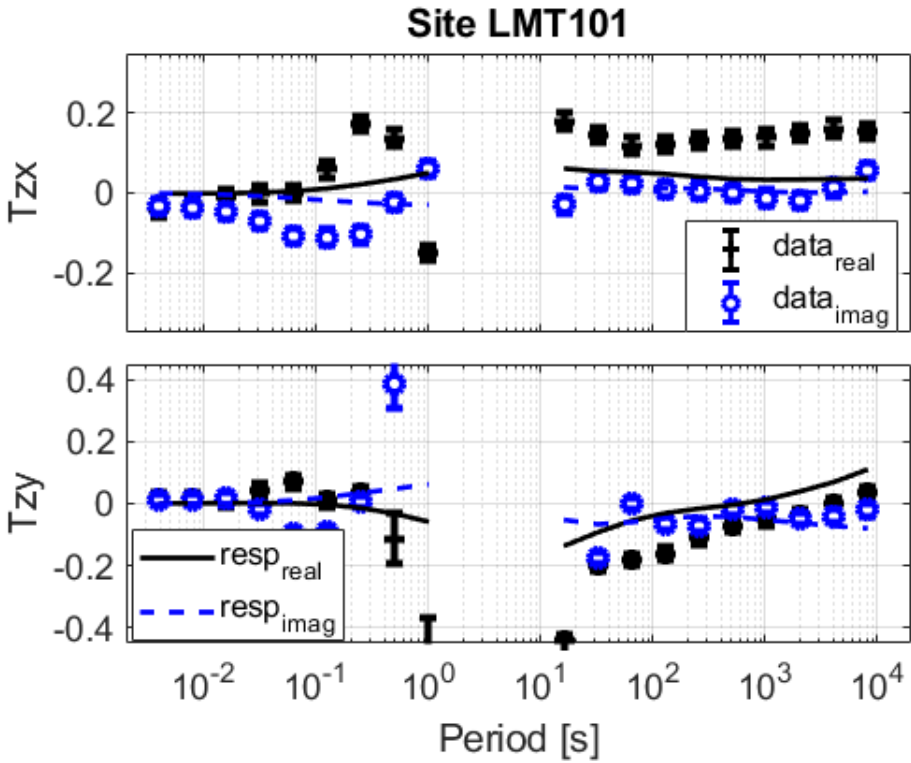 Site LMT101
Tzx
0.2
0
-0.2
data_real
data_imag
Tzy
0.4
0.2
0
-0.2
-0.4
resp_real
resp_imag
10^-2 10^-1 10^0 10^1 10^2 10^3 10^4
Period [s]